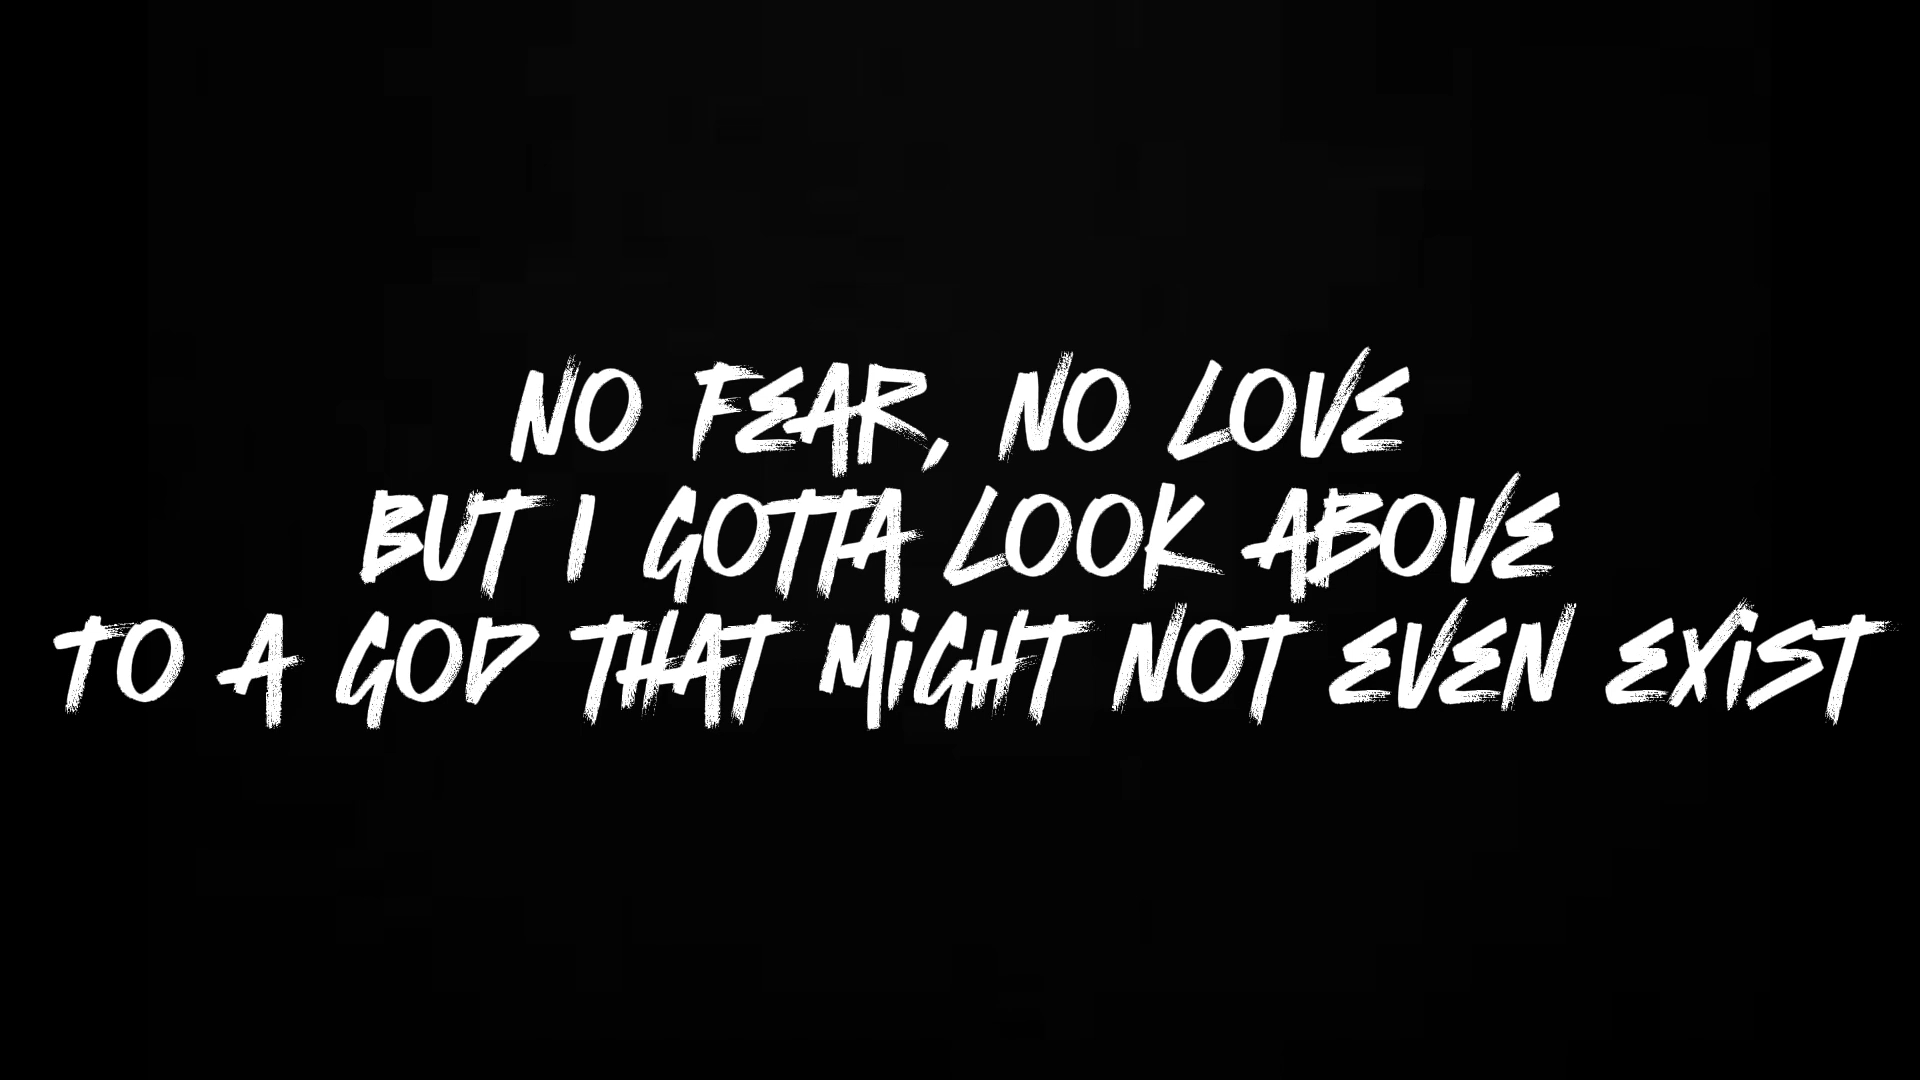 NO FEAR, NO LOVE
BUT I GOTTA LOOK ABOVE
TO A GOD THAT MiGHT NOT EVEN EXiST